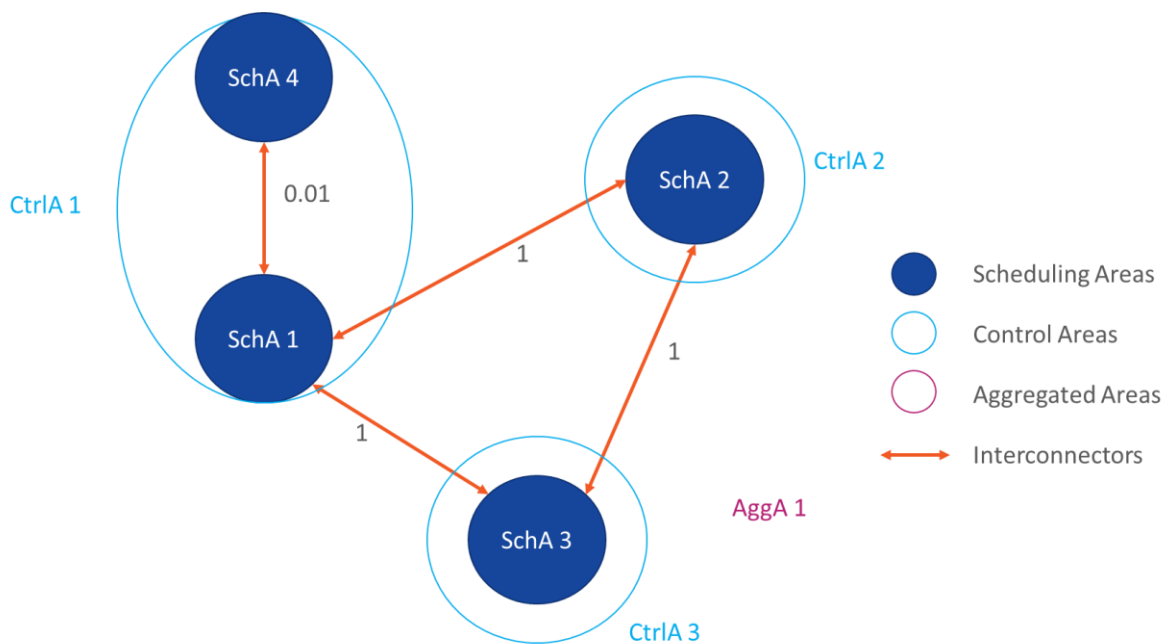 SchA 4
CtrlA 2
SchA 2
0.01
CtrlA 1
1
Scheduling Areas
SchA 1
Control Areas
1
1
Aggregated Areas
Interconnectors
AggA 1
SchA 3
CtrlA 3